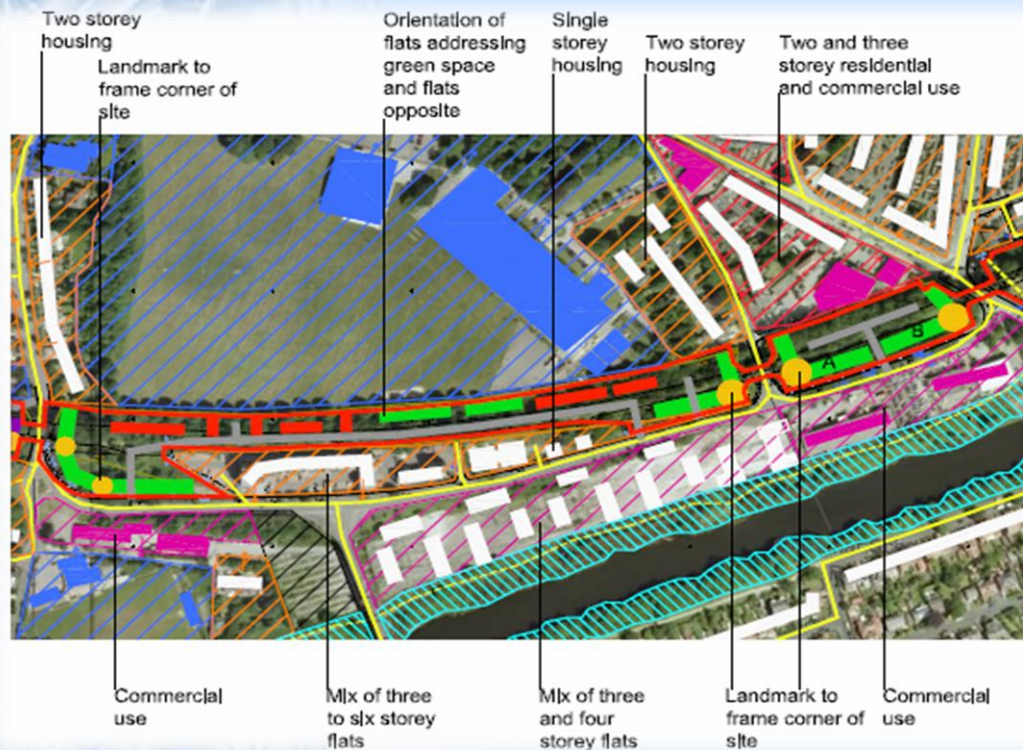 Two storey
housing
Landmark to
frame corner of
site
Orientation of
flats addressing
green space
and flats
opposite
Single
storey
housing
Two storey
housing
Two and three
storey residential
and commercial use
A
B
Commercial
use
Mix of three
to six storey
flats
Mix of three
and four
storey flats
Landmark to
frame corner of
site
Commercial
use